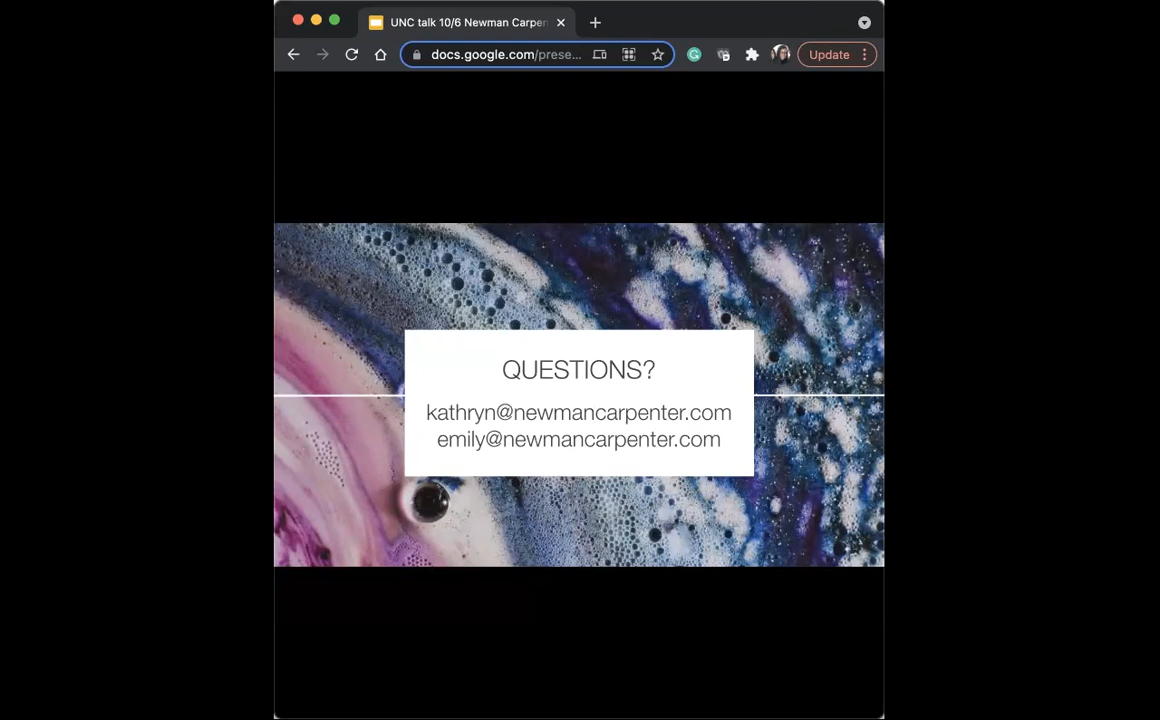 UNC talk 10/6 Newman Carpen
docs.google.com/prese...
Update
QUESTIONS?
kathryn@newmancarpenter.com
emily@newmancarpenter.com